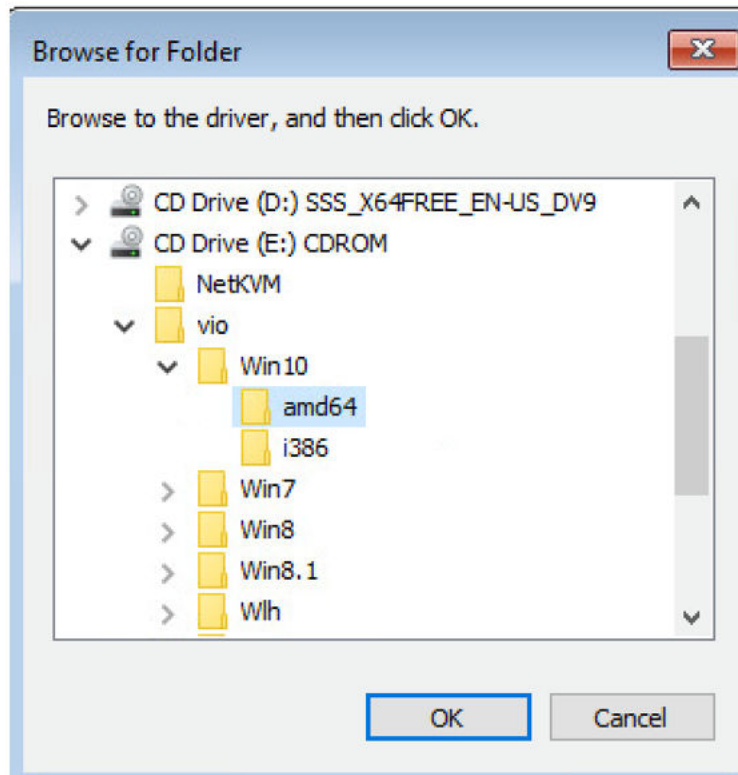 Browse for Folder
Browse to the driver, and then click OK.
CD Drive (D:) SSS_X64FREE_EN-US_DV9
CD Drive (E:) CDROM
NetKVM
vio
Win10
amd64
i386
Win7
Win8
Win8.1
Wlh
OK
Cancel